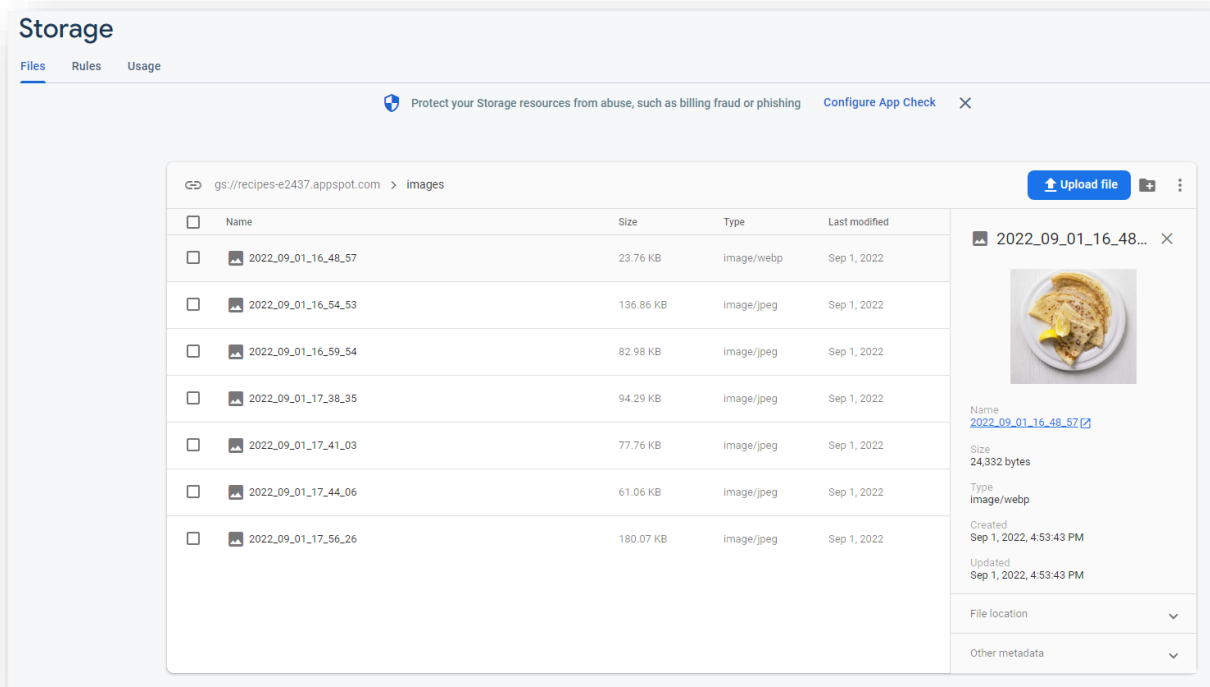 Storage
Files Rules Usage
Protect your Storage resources from abuse, such as billing fraud or phishing Configure App Check
gs://recipes-e2437.appspot.com > images Upload file
Name Size Type Last modified
2022_09_01_16_48_57 23.76 KB image/webp Sep 1, 2022
2022_09_01_16_54_53 136.86 KB image/jpeg Sep 1, 2022
2022_09_01_16_59_54 82.98 KB image/jpeg Sep 1, 2022
2022_09_01_17_38_35 94.29 KB image/jpeg Sep 1, 2022
2022_09_01_17_41_03 77.76 KB image/jpeg Sep 1, 2022
2022_09_01_17_44_06 61.06 KB image/jpeg Sep 1, 2022
2022_09_01_17_56_26 180.07 KB image/jpeg Sep 1, 2022
2022_09_01_16_48...
Name
2022_09_01_16_48_57
Size
24,332 bytes
Type
image/webp
Created
Sep 1, 2022, 4:53:43 PM
Updated
Sep 1, 2022, 4:53:43 PM
File location
Other metadata